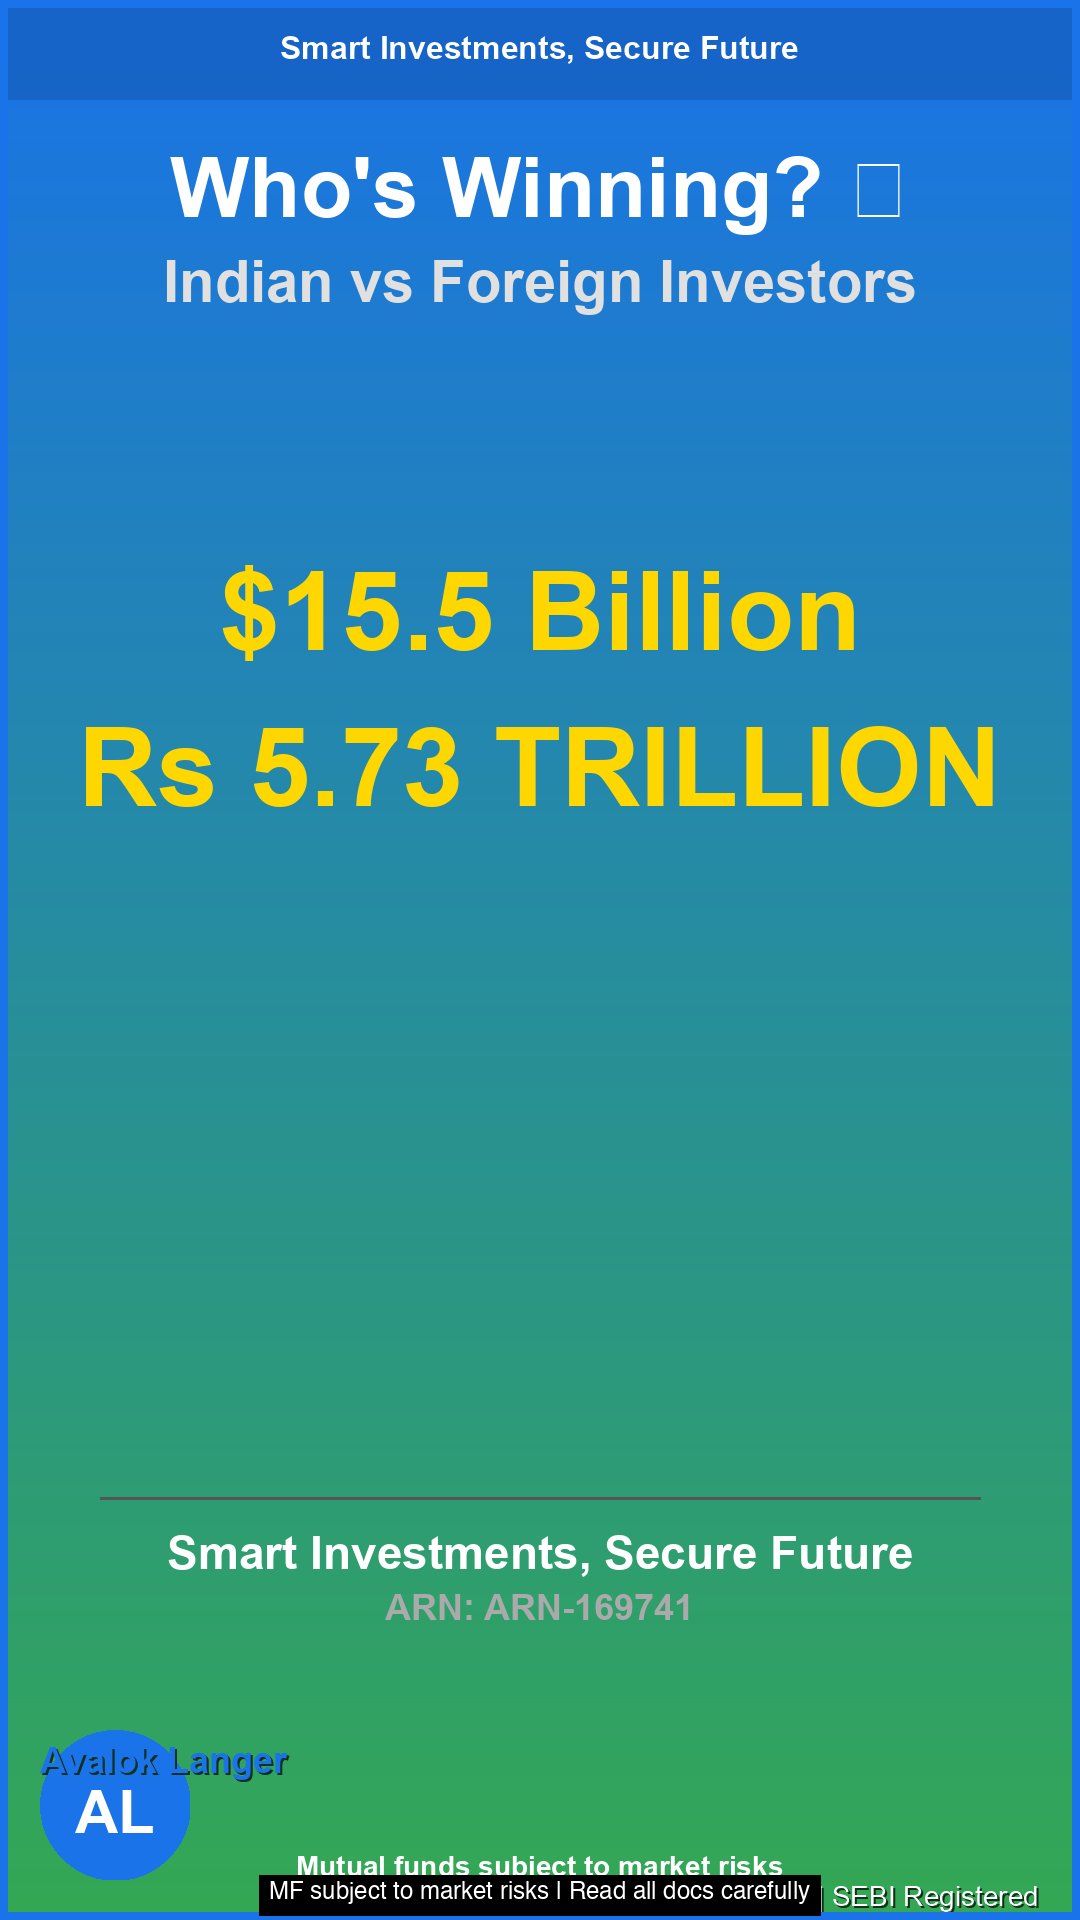 Smart Investments, Secure Future
Who's Winning?
Indian vs Foreign Investors
$15.5 Billion
Rs 5.73 TRILLION
Smart Investments, Secure Future
ARN: ARN-169741
Avalok Langer
AL
Mutual funds subject to market risks
MF subject to market risks | Read all docs carefully
| SEBI Registered